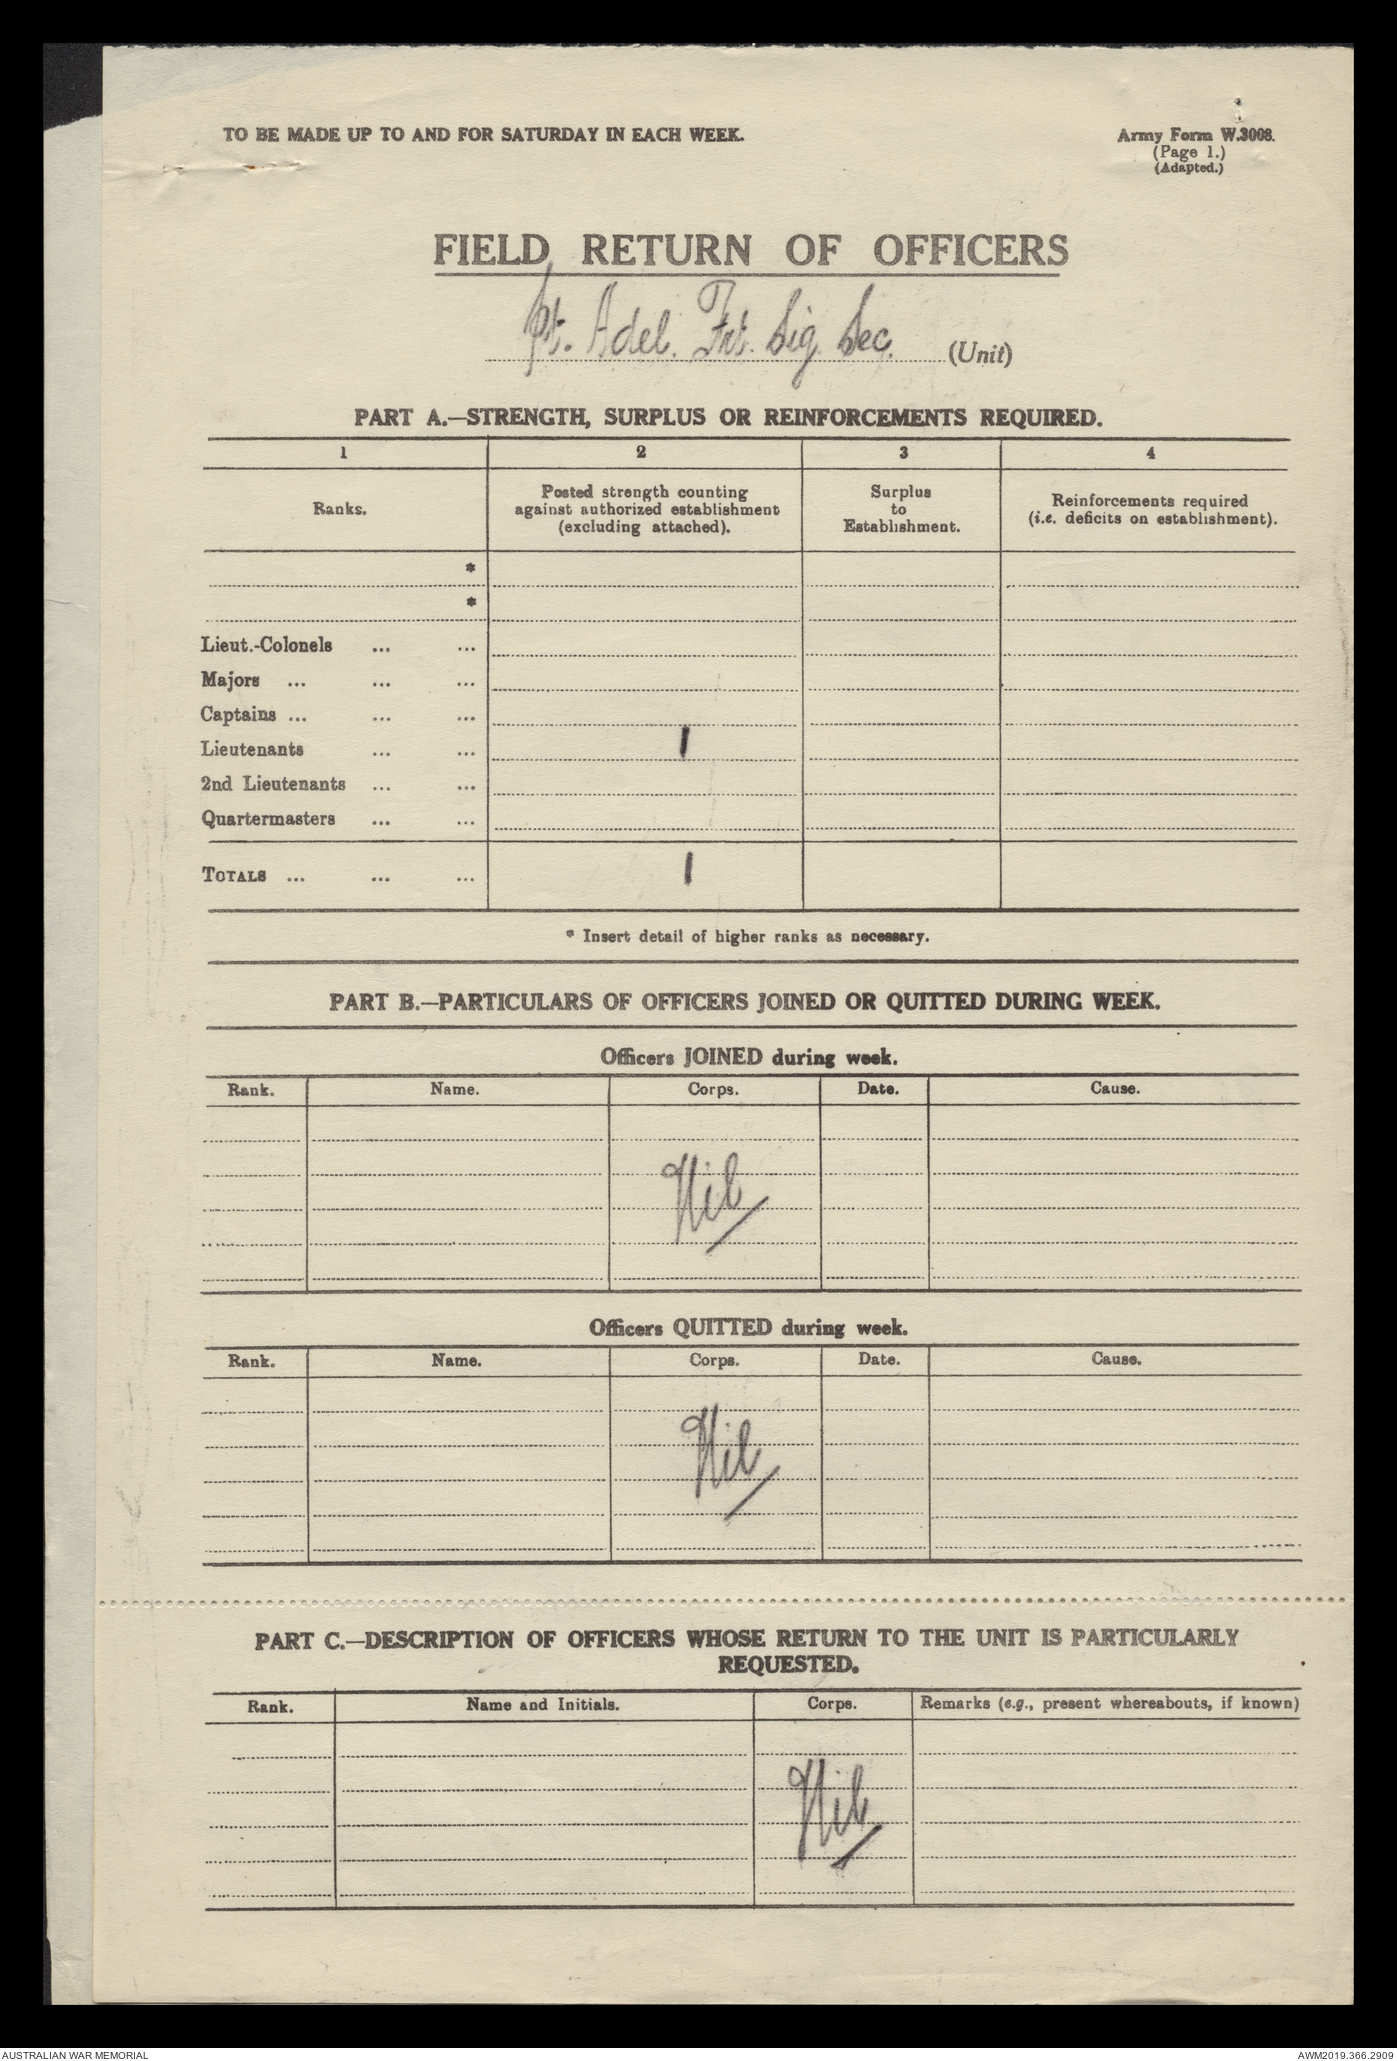 TO BE MADE UP TO AND FOR SATURDAY IN EACH WEEK.
Army Form W.3008.
(Page 1.)
(Adapted.)
FIELD RETURN OF OFFICERS
Pt. Adel. Frt. Sig Sec. (Unit)
PART A.—STRENGTH, SURPLUS OR REINFORCEMENTS REQUIRED.
1 2 3 4
Ranks.
Posted strength counting
against authorized establishment
(excluding attached).
Surplus
to
Establishment.
Reinforcements required
(i.e. deficits on establishment).
*
*
Lieut.-Colonels ... ...
Majors ... ... ...
Captains ... ... ...
Lieutenants ... ... 1
2nd Lieutenants ... ...
Quartermasters ... ...
TOTALS ... ... ... 1
* Insert detail of higher ranks as necessary.
PART B.—PARTICULARS OF OFFICERS JOINED OR QUITTED DURING WEEK.
Officers JOINED during week.
Rank. Name. Corps. Date. Cause.
Nil
Officers QUITTED during week.
Rank. Name. Corps. Date. Cause.
Nil
PART C.—DESCRIPTION OF OFFICERS WHOSE RETURN TO THE UNIT IS PARTICULARLY
REQUESTED.
Rank. Name and Initials. Corps. Remarks (e.g., present whereabouts, if known)
Nil
AUSTRALIAN WAR MEMORIAL AWM2019.366.2909